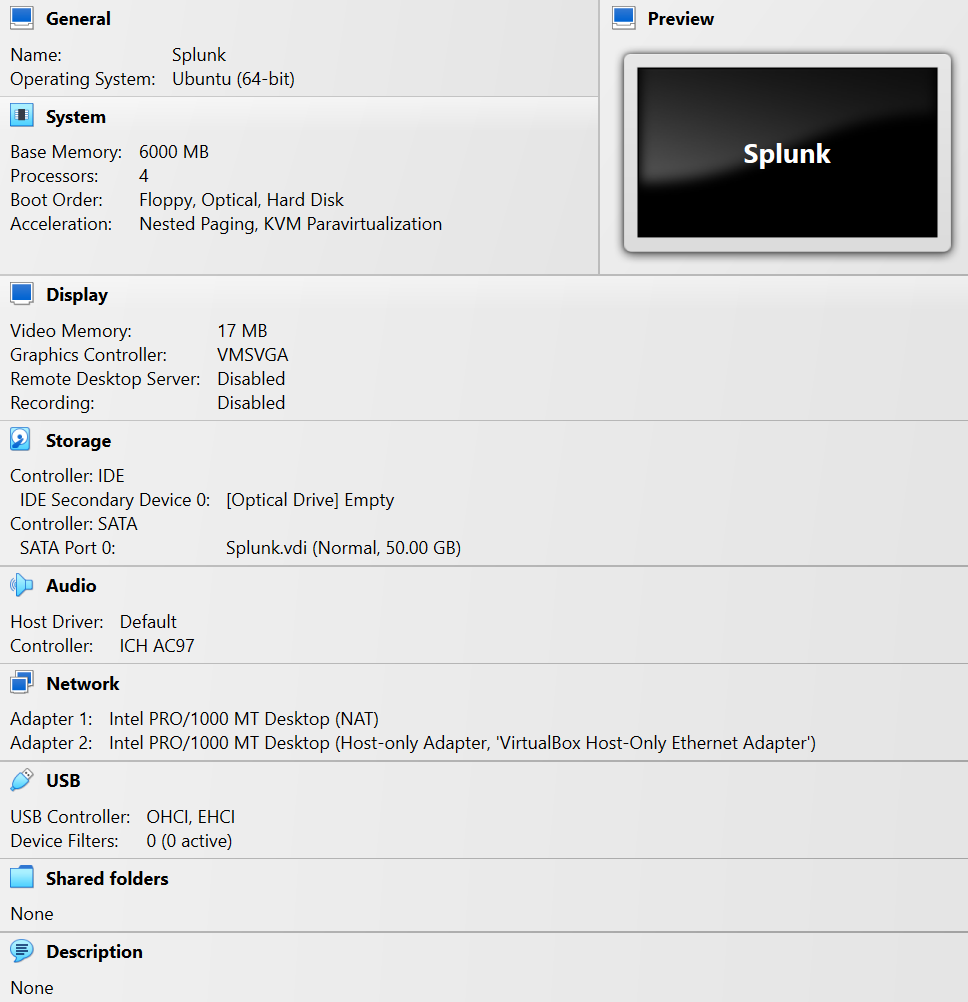 General
Name: Splunk
Operating System: Ubuntu (64-bit)
Preview
Splunk
System
Base Memory: 6000 MB
Processors: 4
Boot Order: Floppy, Optical, Hard Disk
Acceleration: Nested Paging, KVM Paravirtualization
Display
Video Memory: 17 MB
Graphics Controller: VMSVGA
Remote Desktop Server: Disabled
Recording: Disabled
Storage
Controller: IDE
IDE Secondary Device 0: [Optical Drive] Empty
Controller: SATA
SATA Port 0: Splunk.vdi (Normal, 50.00 GB)
Audio
Host Driver: Default
Controller: ICH AC97
Network
Adapter 1: Intel PRO/1000 MT Desktop (NAT)
Adapter 2: Intel PRO/1000 MT Desktop (Host-only Adapter, 'VirtualBox Host-Only Ethernet Adapter')
USB
USB Controller: OHCI, EHCI
Device Filters: 0 (0 active)
Shared folders
None
Description
None